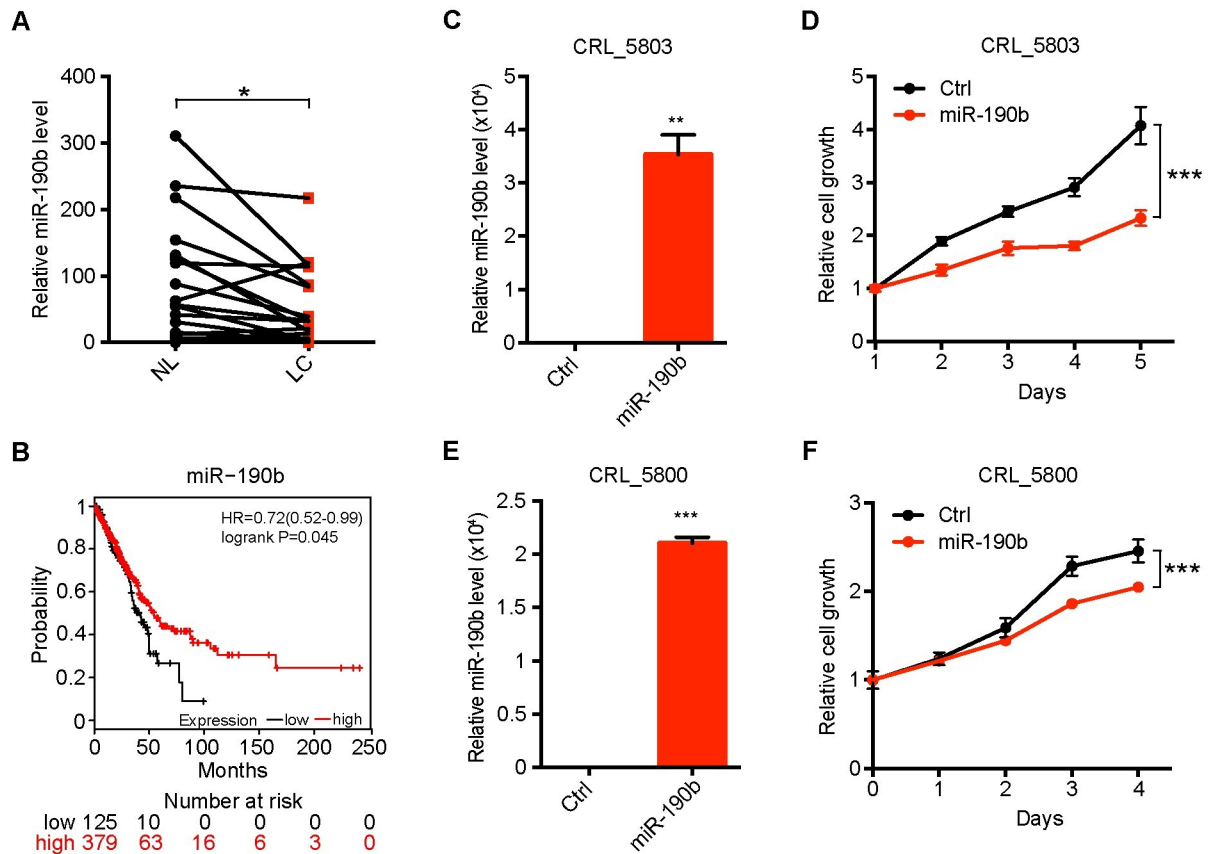 A
Relative miR-190b level
400
300
200
100
0
*
NL
LC
B
miR−190b
Probability
1
0.8
0.6
0.4
0.2
0
HR=0.72(0.52-0.99)
logrank P=0.045
Expression low high
0 50 100 150 200 250
Months
Number at risk
low 125 10 0 0 0 0
high 379 63 16 6 3 0
C
CRL_5803
Relative miR-190b level (x10⁴)
5
4
3
2
1
0
**
Ctrl
miR-190b
D
CRL_5803
Relative cell growth
5
4
3
2
1
0
Ctrl
miR-190b
***
1 2 3 4 5
Days
E
CRL_5800
Relative miR-190b level (x10⁴)
2.5
2
1.5
1
0.5
0
***
Ctrl
miR-190b
F
CRL_5800
Relative cell growth
3
2
1
0
Ctrl
miR-190b
***
0 1 2 3 4
Days